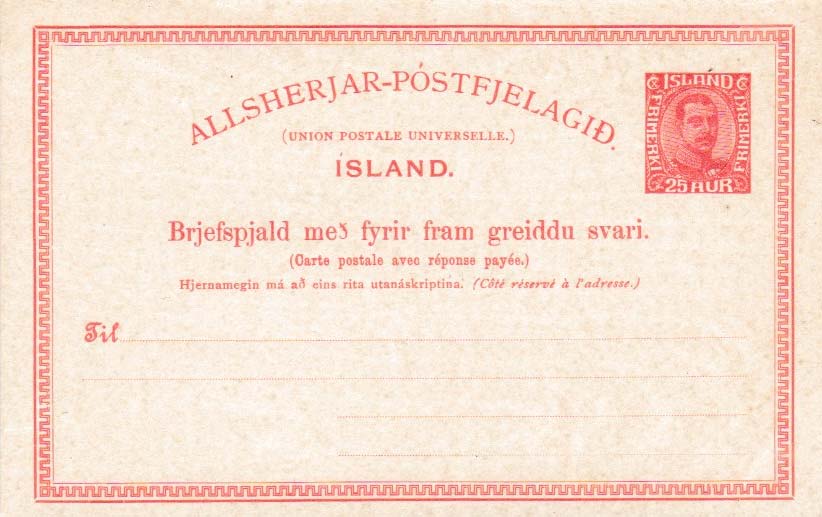 ALLSHERJAR-PÓSTFJELAGIÐ.
(UNION POSTALE UNIVERSELLE.)
ÍSLAND.
ISLAND
FRIMERKI
FRIMERKI
25 AUR
Brjefspjald með fyrir fram greiddu svari.
(Carte postale avec réponse payée.)
Hjernamegin má að eins rita utanáskriptina. (Côté réservé à l'adresse.)
Til